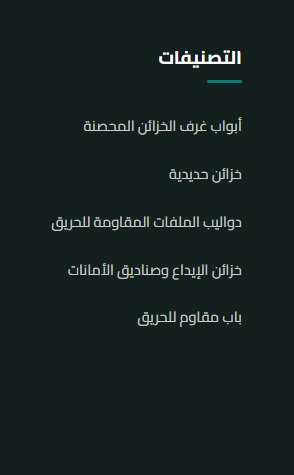 التصنيفات
أبواب غرف الخزائن المحصنة
خزائن حديدية
دواليب الملفات المقاومة للحريق
خزائن الإيداع وصناديق الأمانات
باب مقاوم للحريق